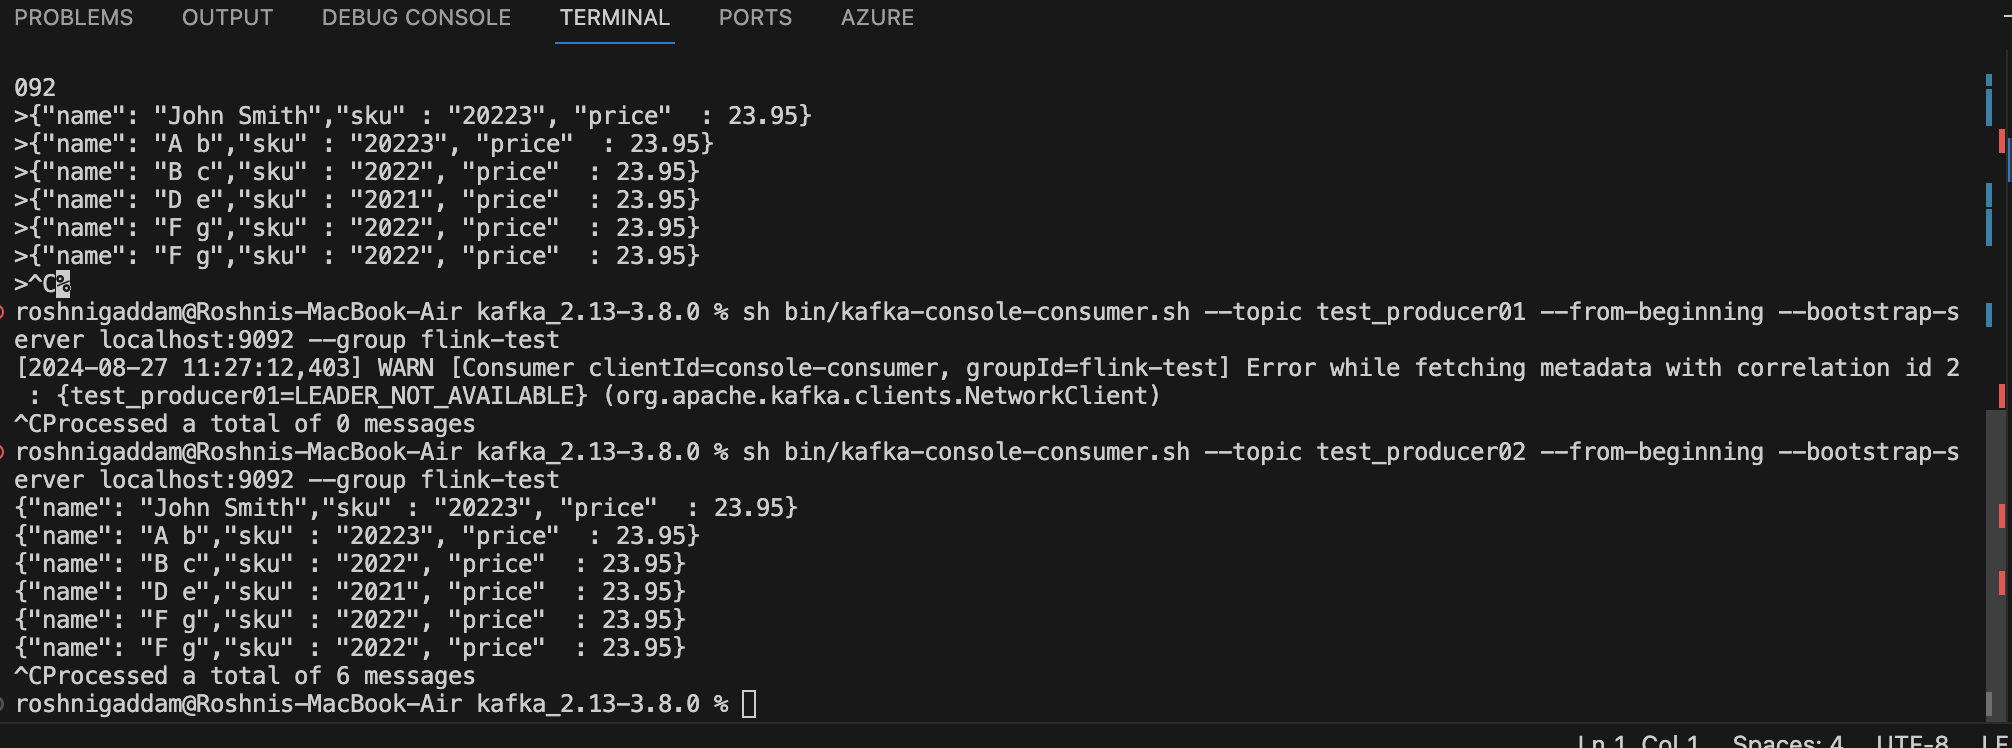 PROBLEMS OUTPUT DEBUG CONSOLE TERMINAL PORTS AZURE
092
>{"name": "John Smith","sku" : "20223", "price"  : 23.95}
>{"name": "A b","sku" : "20223", "price"  : 23.95}
>{"name": "B c","sku" : "2022", "price"  : 23.95}
>{"name": "D e","sku" : "2021", "price"  : 23.95}
>{"name": "F g","sku" : "2022", "price"  : 23.95}
>{"name": "F g","sku" : "2022", "price"  : 23.95}
>^C%
roshnigaddam@Roshnis-MacBook-Air kafka_2.13-3.8.0 % sh bin/kafka-console-consumer.sh --topic test_producer01 --from-beginning --bootstrap-s
erver localhost:9092 --group flink-test
[2024-08-27 11:27:12,403] WARN [Consumer clientId=console-consumer, groupId=flink-test] Error while fetching metadata with correlation id 2
 : {test_producer01=LEADER_NOT_AVAILABLE} (org.apache.kafka.clients.NetworkClient)
^CProcessed a total of 0 messages
roshnigaddam@Roshnis-MacBook-Air kafka_2.13-3.8.0 % sh bin/kafka-console-consumer.sh --topic test_producer02 --from-beginning --bootstrap-s
erver localhost:9092 --group flink-test
{"name": "John Smith","sku" : "20223", "price"  : 23.95}
{"name": "A b","sku" : "20223", "price"  : 23.95}
{"name": "B c","sku" : "2022", "price"  : 23.95}
{"name": "D e","sku" : "2021", "price"  : 23.95}
{"name": "F g","sku" : "2022", "price"  : 23.95}
{"name": "F g","sku" : "2022", "price"  : 23.95}
^CProcessed a total of 6 messages
roshnigaddam@Roshnis-MacBook-Air kafka_2.13-3.8.0 %
Ln 1, Col 1 Spaces: 4 UTF-8 LF